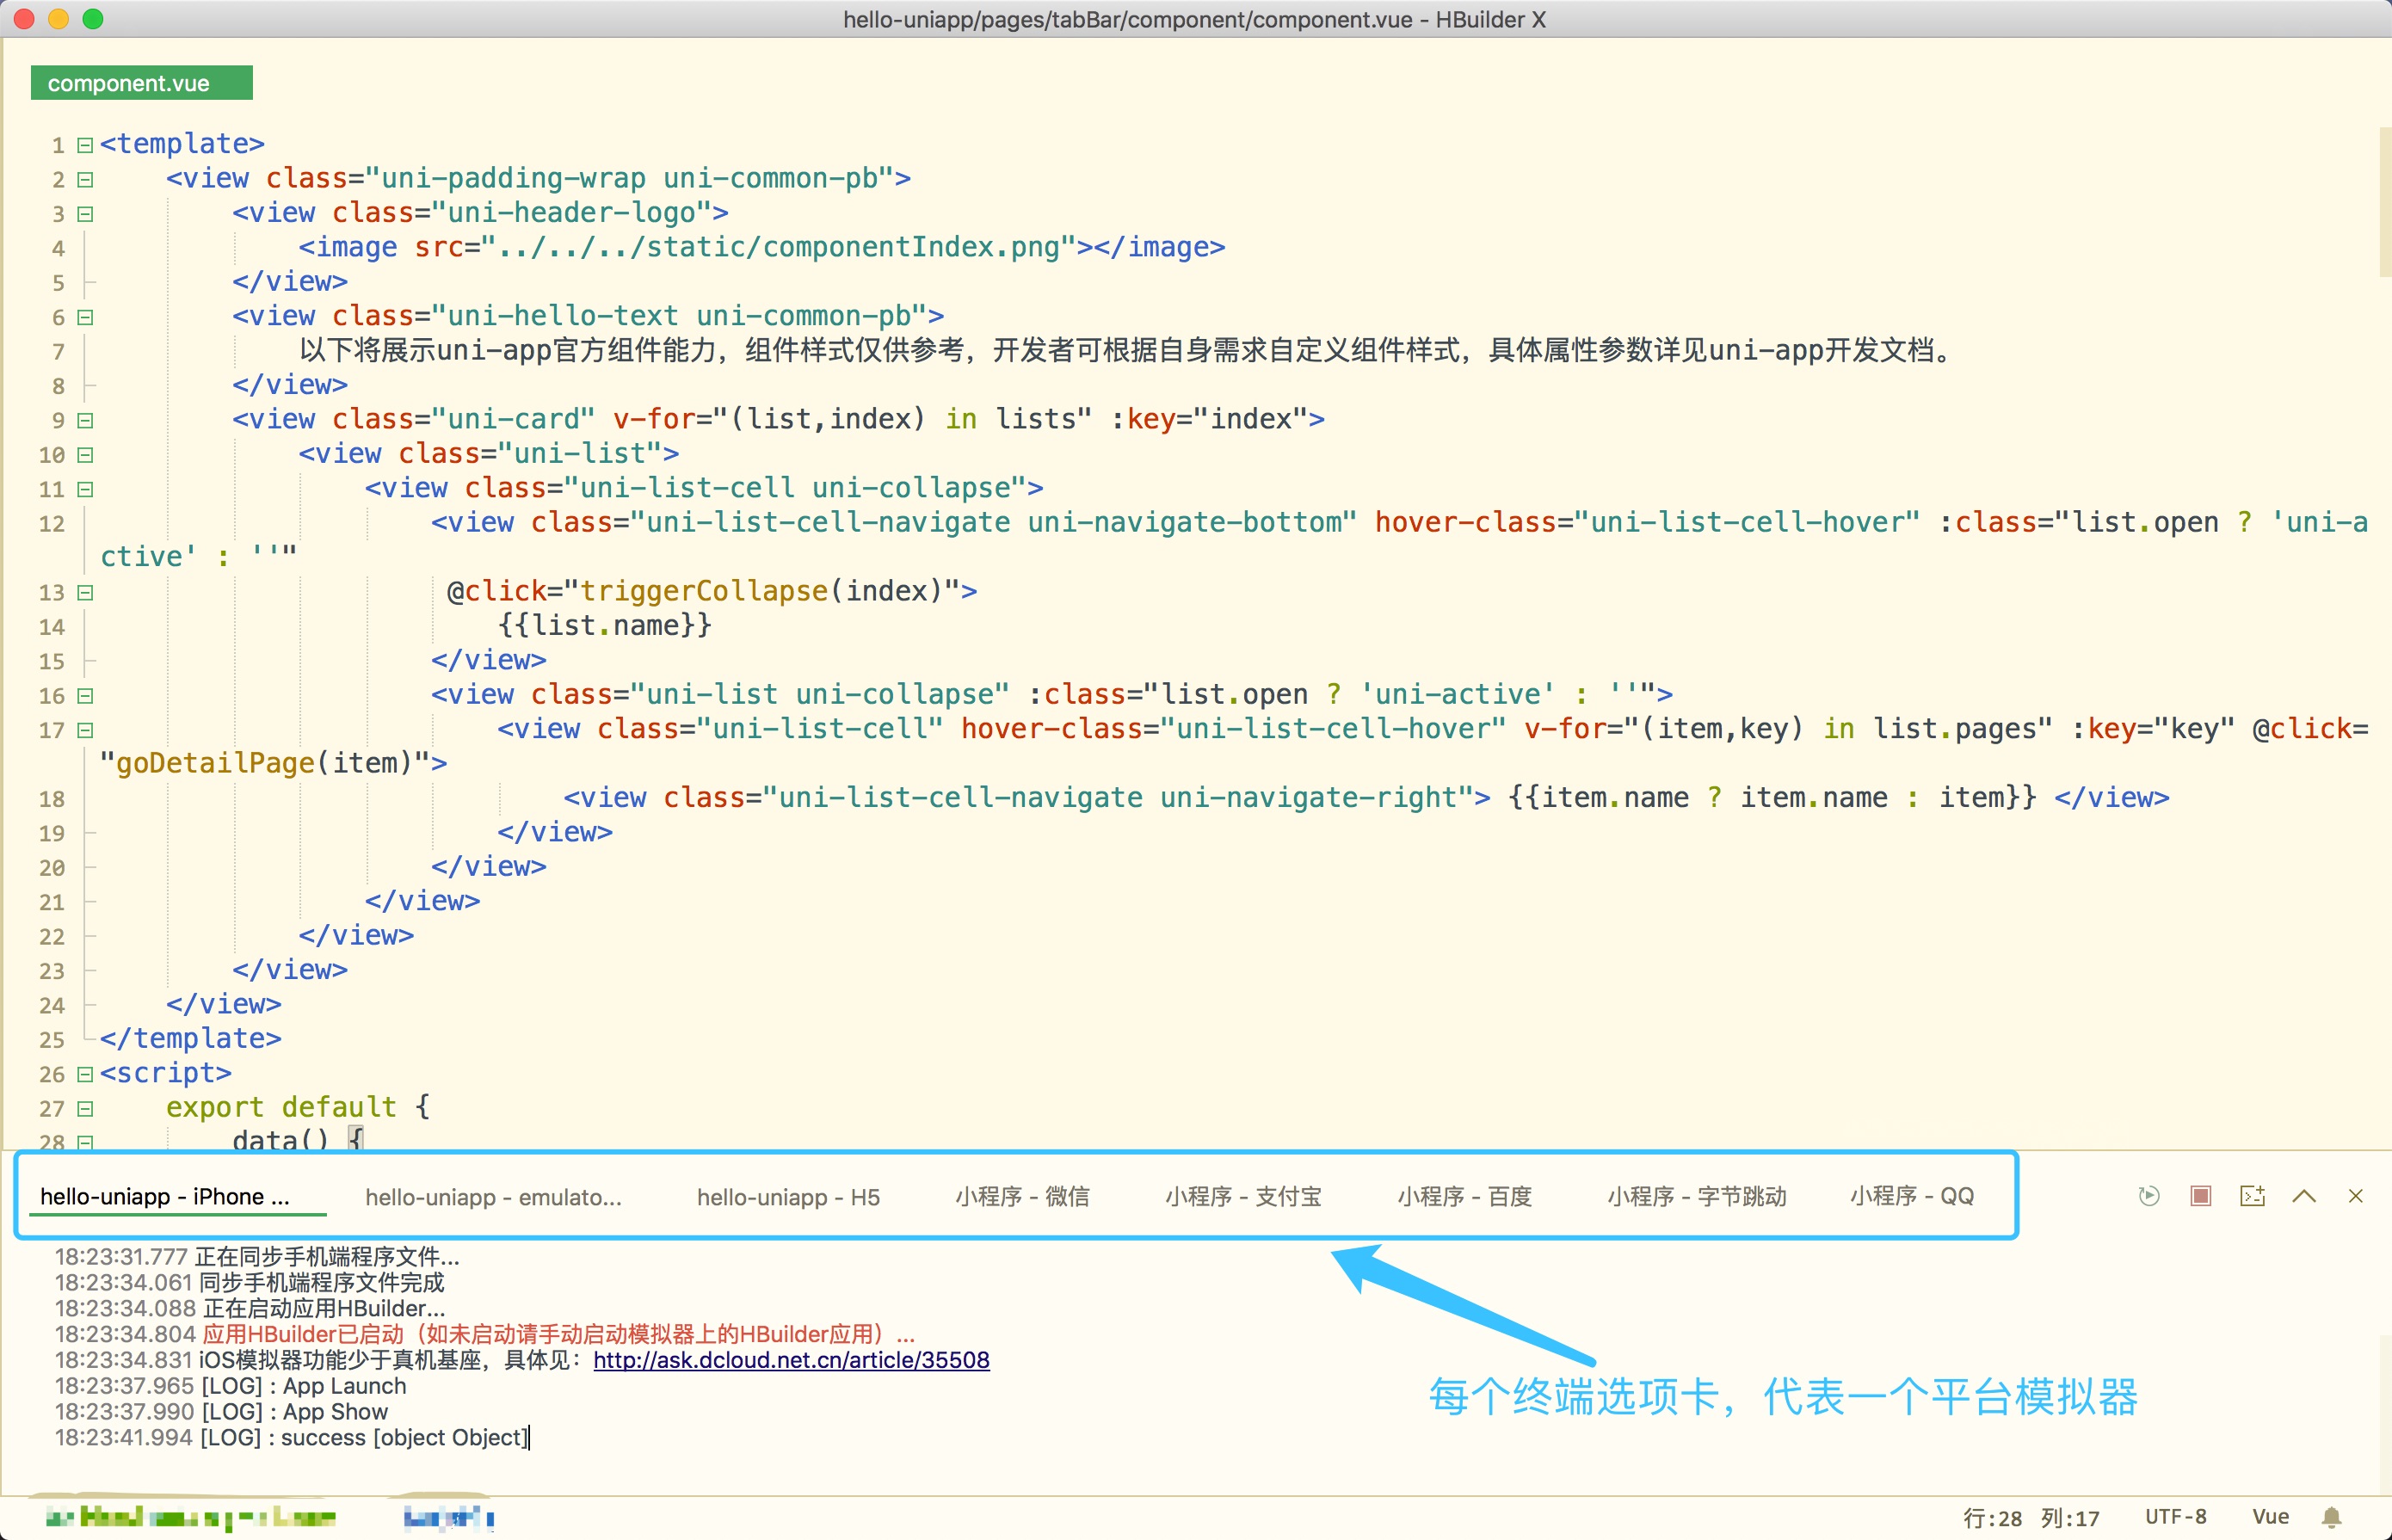 hello-uniapp/pages/tabBar/component/component.vue - HBuilder X
component.vue
1 <template>
2 <view class="uni-padding-wrap uni-common-pb">
3 <view class="uni-header-logo">
4 <image src="../../../static/componentIndex.png"></image>
5 </view>
6 <view class="uni-hello-text uni-common-pb">
7 以下将展示uni-app官方组件能力，组件样式仅供参考，开发者可根据自身需求自定义组件样式，具体属性参数详见uni-app开发文档。
8 </view>
9 <view class="uni-card" v-for="(list,index) in lists" :key="index">
10 <view class="uni-list">
11 <view class="uni-list-cell uni-collapse">
12 <view class="uni-list-cell-navigate uni-navigate-bottom" hover-class="uni-list-cell-hover" :class="list.open ? 'uni-a
ctive' : ''"
13 @click="triggerCollapse(index)">
14 {{list.name}}
15 </view>
16 <view class="uni-list uni-collapse" :class="list.open ? 'uni-active' : ''">
17 <view class="uni-list-cell" hover-class="uni-list-cell-hover" v-for="(item,key) in list.pages" :key="key" @click=
"goDetailPage(item)">
18 <view class="uni-list-cell-navigate uni-navigate-right"> {{item.name ? item.name : item}} </view>
19 </view>
20 </view>
21 </view>
22 </view>
23 </view>
24 </view>
25 </template>
26 <script>
27 export default {
28 data() {
hello-uniapp - iPhone ... hello-uniapp - emulato... hello-uniapp - H5 小程序 - 微信 小程序 - 支付宝 小程序 - 百度 小程序 - 字节跳动 小程序 - QQ
18:23:31.777 正在同步手机端程序文件...
18:23:34.061 同步手机端程序文件完成
18:23:34.088 正在启动应用HBuilder...
18:23:34.804 应用HBuilder已启动（如未启动请手动启动模拟器上的HBuilder应用）...
18:23:34.831 iOS模拟器功能少于真机基座，具体见：http://ask.dcloud.net.cn/article/35508
18:23:37.965 [LOG] : App Launch
18:23:37.990 [LOG] : App Show
18:23:41.994 [LOG] : success [object Object]
每个终端选项卡，代表一个平台模拟器
行:28 列:17 UTF-8 Vue